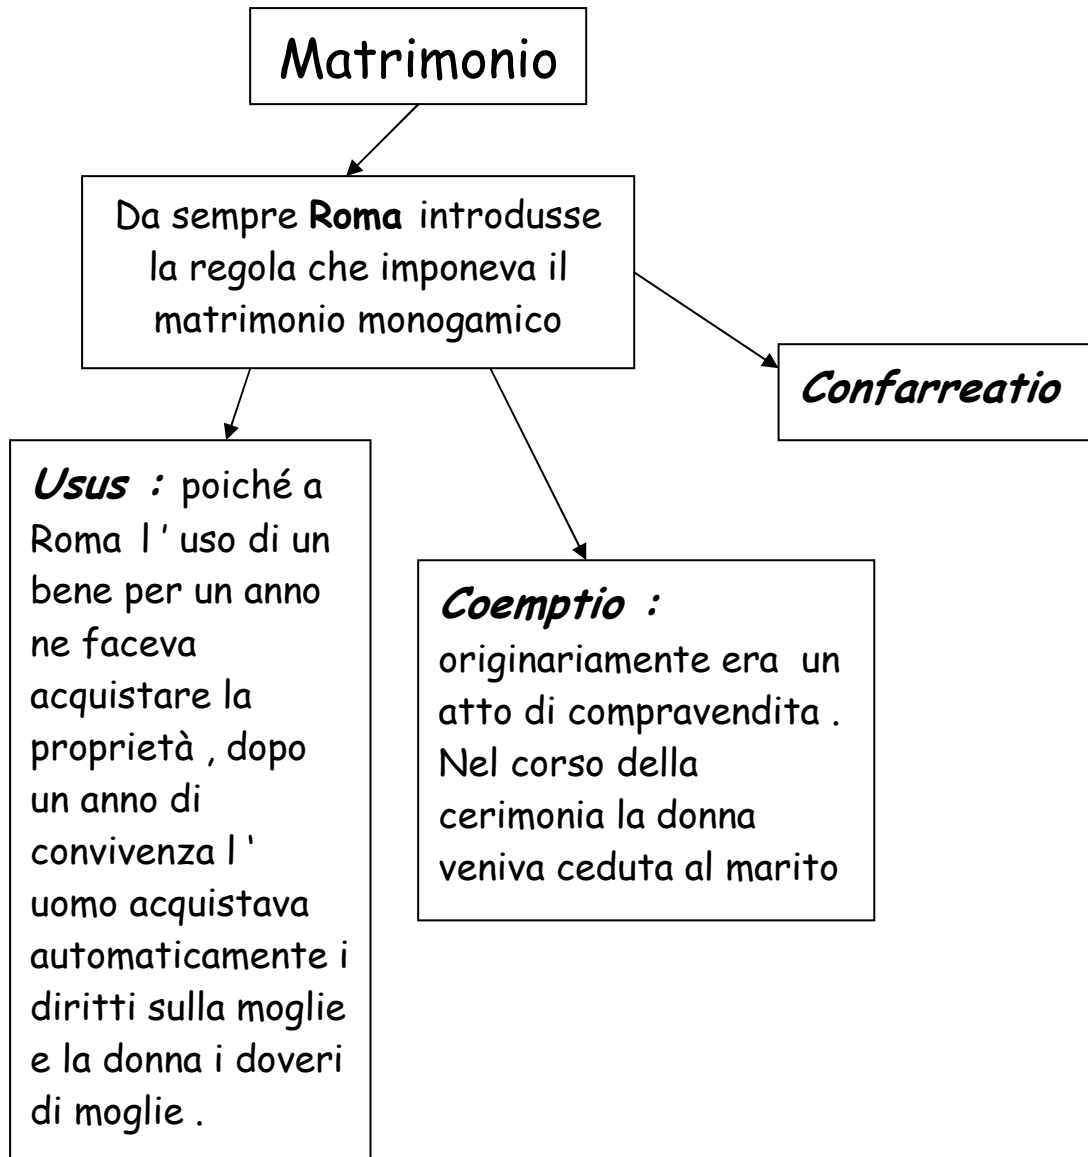 Matrimonio
Da sempre Roma introdusse
la regola che imponeva il
matrimonio monogamico
Confarreatio
Usus : poiché a
Roma l ' uso di un
bene per un anno
ne faceva
acquistare la
proprietà , dopo
un anno di
convivenza l '
uomo acquistava
automaticamente i
diritti sulla moglie
e la donna i doveri
di moglie .
Coemptio :
originariamente era un
atto di compravendita .
Nel corso della
cerimonia la donna
veniva ceduta al marito